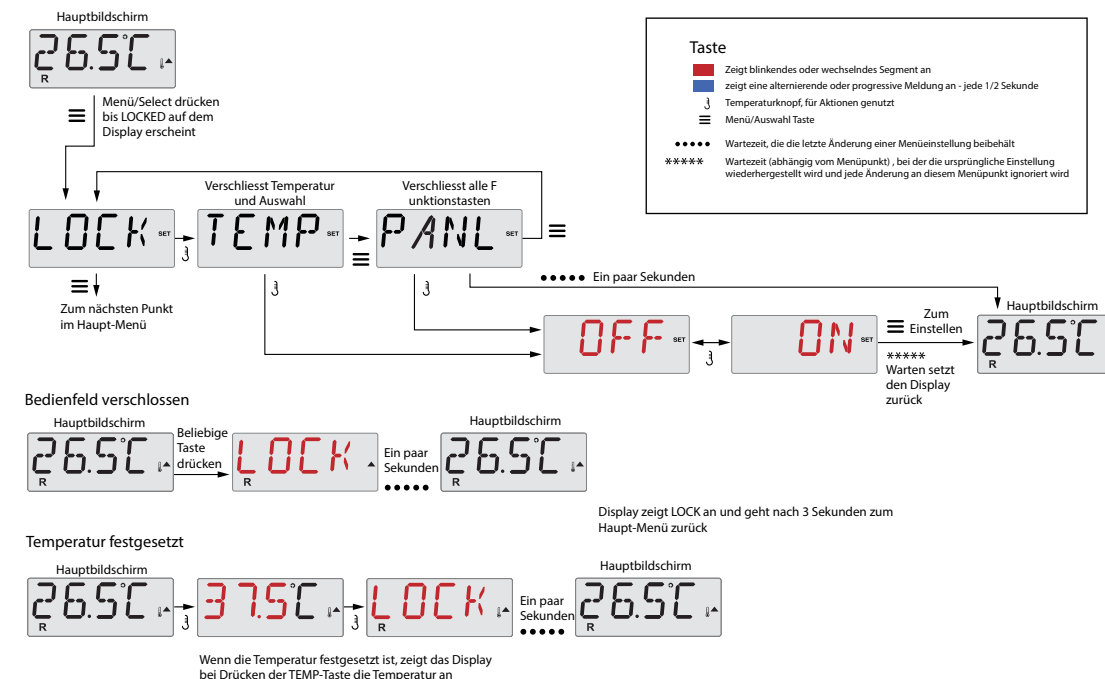 Hauptbildschirm
26.5°C
R
Menü/Select drücken
bis LOCKED auf dem
Display erscheint
Taste
Zeigt blinkendes oder wechselndes Segment an
zeigt eine alternierende oder progressive Meldung an - jede 1/2 Sekunde
Temperaturknopf, für Aktionen genutzt
Menü/Auswahl Taste
Wartezeit, die die letzte Änderung einer Menüeinstellung beibehält
***** Wartezeit (abhängig vom Menüpunkt) , bei der die ursprüngliche Einstellung
wiederhergestellt wird und jede Änderung an diesem Menüpunkt ignoriert wird
Verschliesst Temperatur
und Auswahl
Verschliesst alle F
unktionstasten
LOCK SET
TEMP SET
PANL SET
Zum nächsten Punkt
im Haupt-Menü
Ein paar Sekunden
OFF SET
ON SET
Zum
Einstellen
*****
Warten setzt
den Display
zurück
Hauptbildschirm
26.5°C
R
Bedienfeld verschlossen
Hauptbildschirm
26.5°C
R
Beliebige
Taste
drücken
LOCK
R
Ein paar
Sekunden
Hauptbildschirm
26.5°C
R
Display zeigt LOCK an und geht nach 3 Sekunden zum
Haupt-Menü zurück
Temperatur festgesetzt
Hauptbildschirm
26.5°C
R
37.5°C
LOCK
R
Ein paar
Sekunden
Hauptbildschirm
26.5°C
R
Wenn die Temperatur festgesetzt ist, zeigt das Display
bei Drücken der TEMP-Taste die Temperatur an